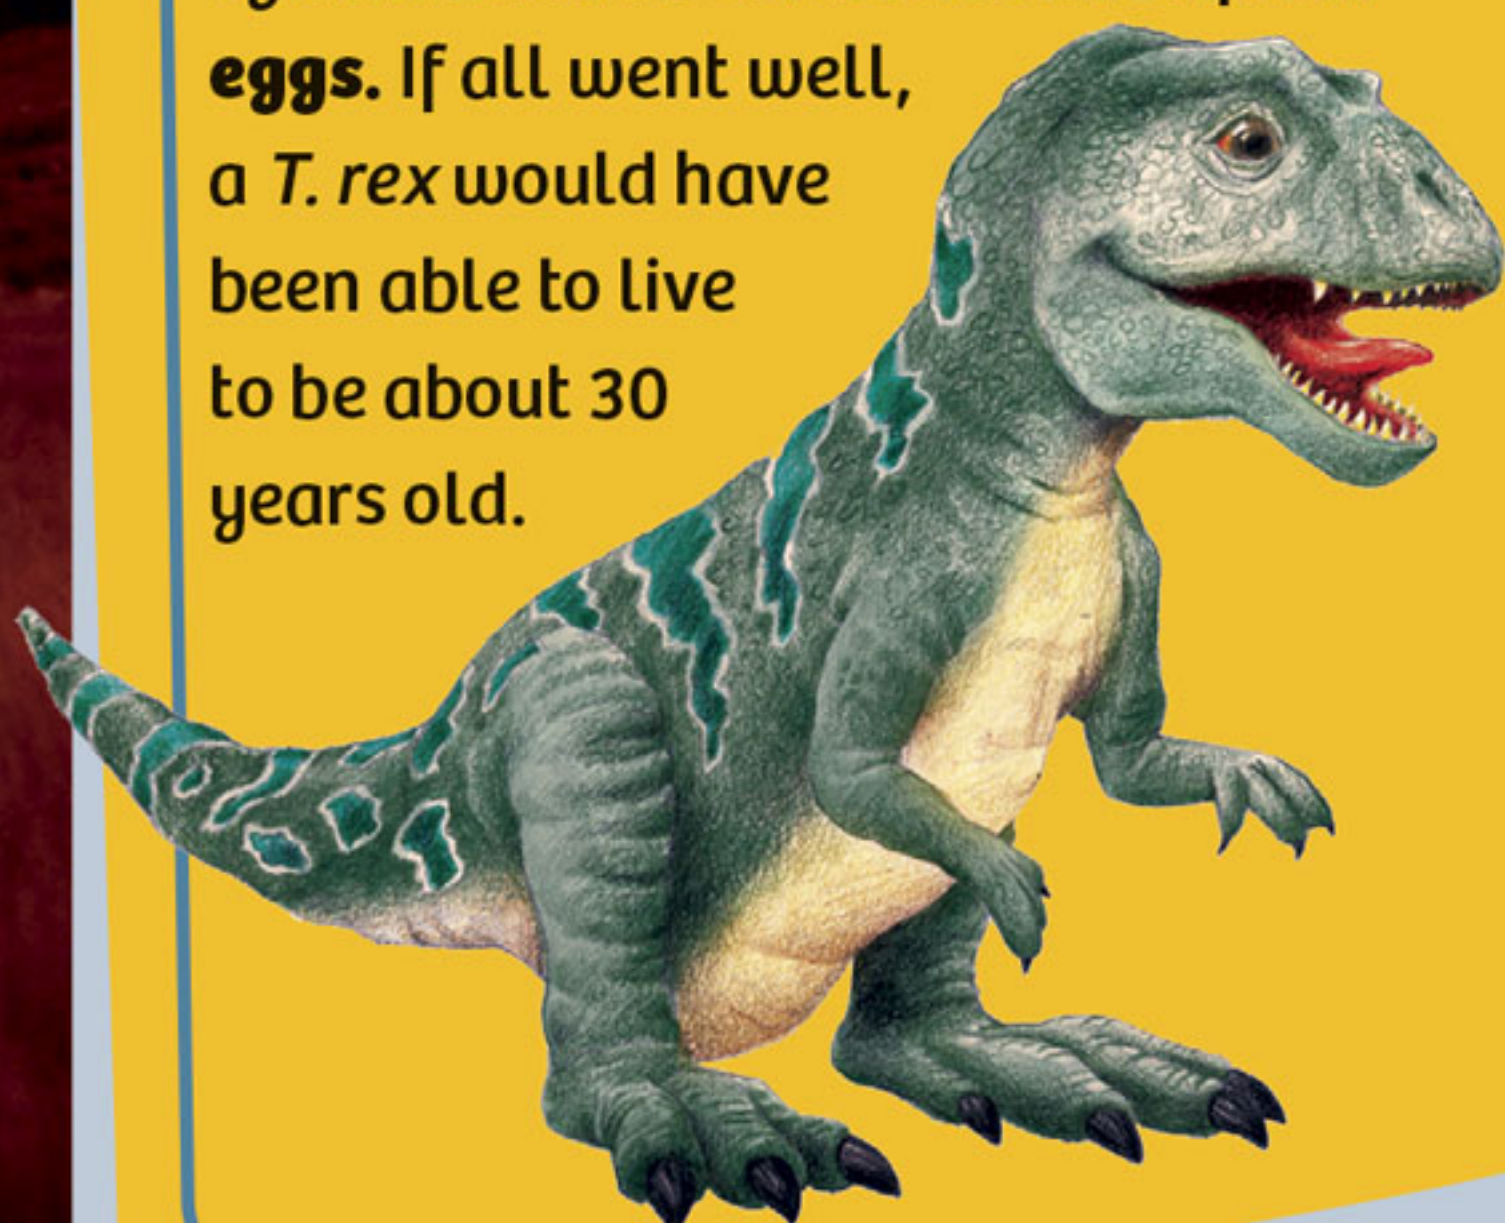 eggs. If all went well,
a T. rex would have
been able to live
to be about 30
years old.